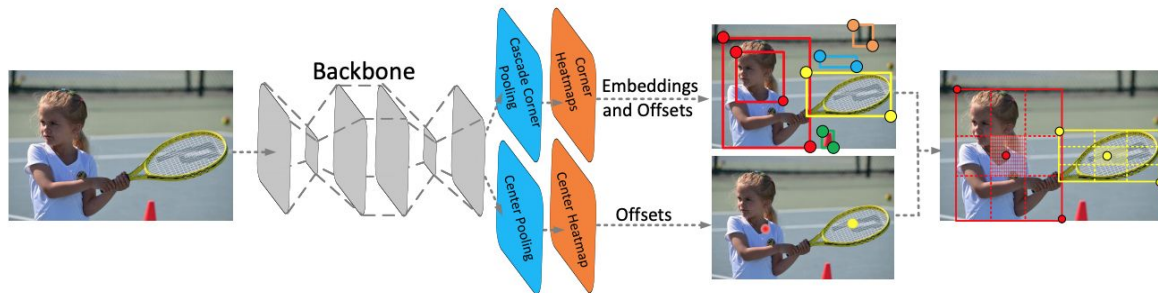 Backbone
Cascade Corner
Pooling
Corner
Heatmaps
Embeddings
and Offsets
Center Pooling
Center Heatmap
Offsets